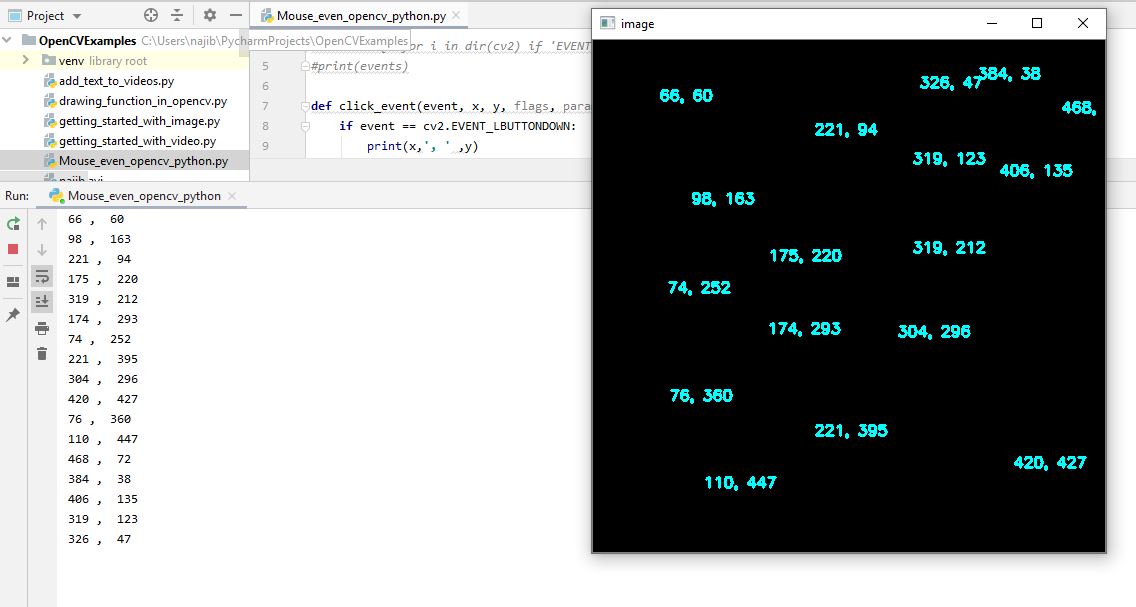 Project
Mouse_even_opencv_python.py
OpenCVExamples C:\Users\najib\PycharmProjects\OpenCVExamples
venv library root
add_text_to_videos.py
drawing_function_in_opencv.py
getting_started_with_image.py
getting_started_with_video.py
Mouse_even_opencv_python.py
najib.avi
i in dir(cv2) if 'EVENT
5 #print(events)
6
7 def click_event(event, x, y, flags, para
8 if event == cv2.EVENT_LBUTTONDOWN:
9 print(x,', ' ,y)
Run: Mouse_even_opencv_python
66 , 60
98 , 163
221 , 94
175 , 220
319 , 212
174 , 293
74 , 252
221 , 395
304 , 296
420 , 427
76 , 360
110 , 447
468 , 72
384 , 38
406 , 135
319 , 123
326 , 47
image
384, 38
326, 47
66, 60
468,
221, 94
319, 123
406, 135
98, 163
319, 212
175, 220
74, 252
174, 293
304, 296
76, 360
221, 395
420, 427
110, 447